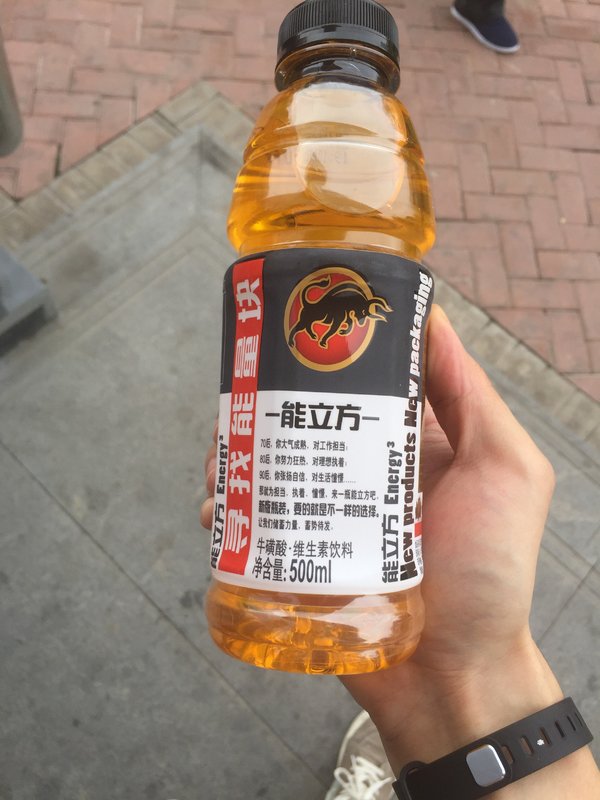 寻找能量块
能立方
70后，你大气成熟，对工作担当；
80后，你努力狂热，对理想执着；
90后，你张扬自信，对生活憧憬……
那就为担当、执着、憧憬，来一瓶能立方吧。
新版瓶装，要的就是不一样的选择。
让我们储蓄力量，蓄势待发。
牛磺酸·维生素饮料
净含量:500ml
能立方 Energy³
能立方 Energy³
New products New packaging